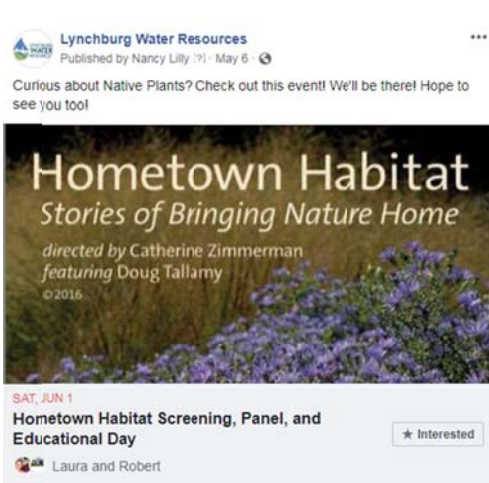 Lynchburg Water Resources
Published by Nancy Lilly [?] · May 6 ·
Curious about Native Plants? Check out this event! We'll be there! Hope to
see you too!
Hometown Habitat
Stories of Bringing Nature Home
directed by Catherine Zimmerman
featuring Doug Tallamy
©2016
SAT, JUN 1
Hometown Habitat Screening, Panel, and
Educational Day
★ Interested
Laura and Robert